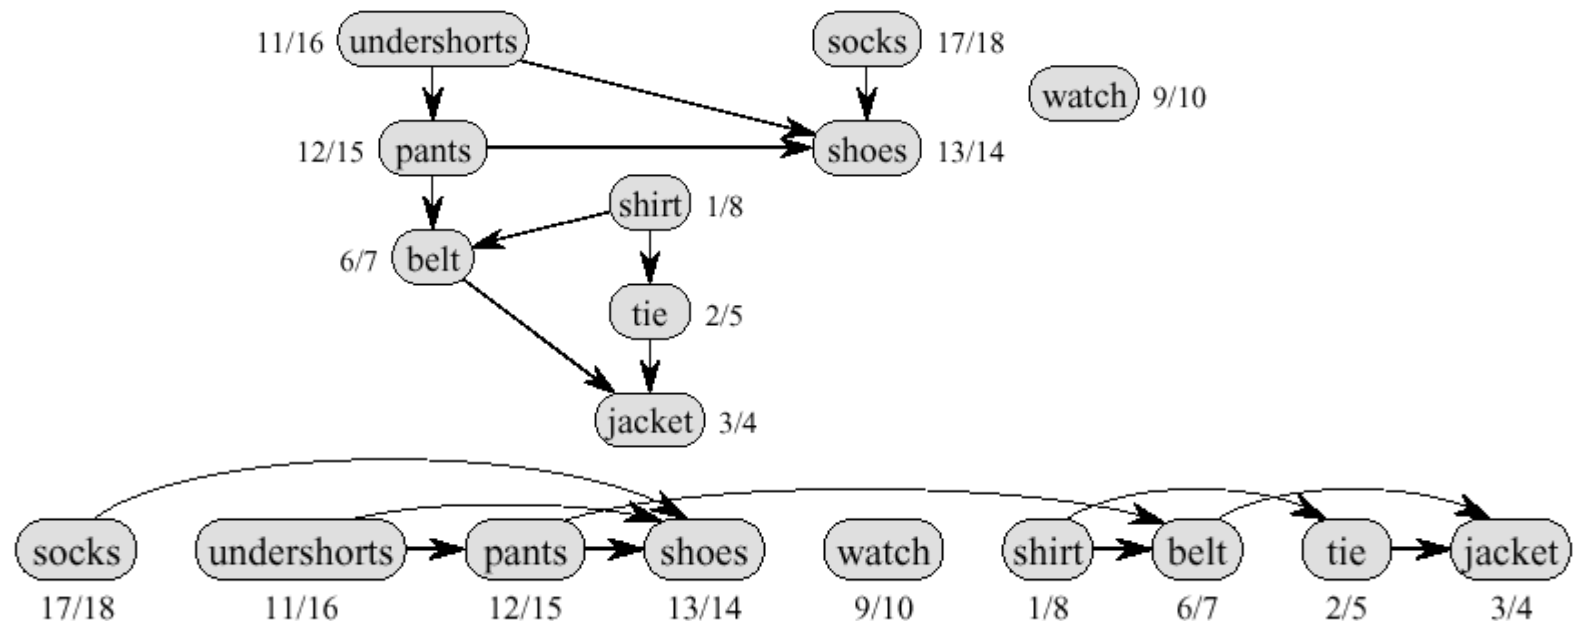 11/16 undershorts socks 17/18
watch 9/10
12/15 pants shoes 13/14
shirt 1/8
6/7 belt
tie 2/5
jacket 3/4
socks undershorts pants shoes watch shirt belt tie jacket
17/18 11/16 12/15 13/14 9/10 1/8 6/7 2/5 3/4